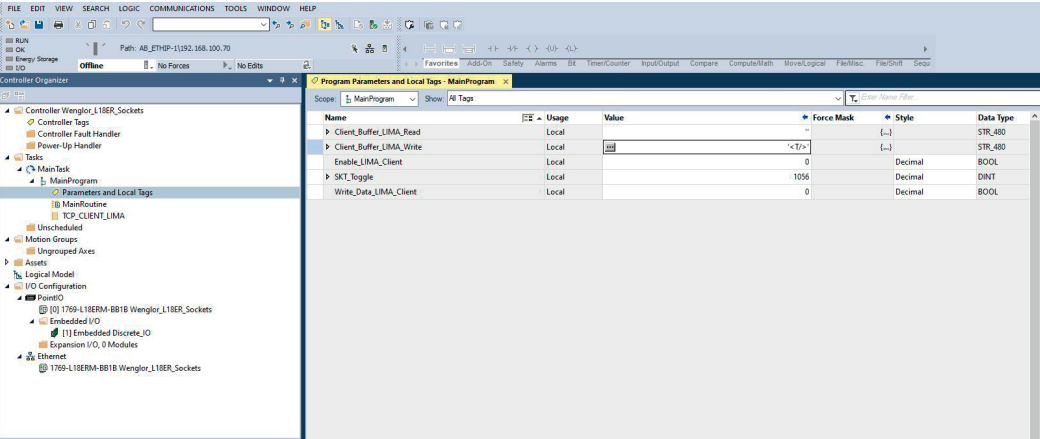 FILE EDIT VIEW SEARCH LOGIC COMMUNICATIONS TOOLS WINDOW HELP
RUN
OK
Energy Storage
I/O
Path: AB_ETHIP-1\192.168.100.70
Offline No Forces No Edits
Favorites Add-On Safety Alarms Bit Timer/Counter Input/Output Compare Compute/Math Move/Logical File/Misc. File/Shift Sequ
Controller Organizer
Controller Wenglor_L18ER_Sockets
Controller Tags
Controller Fault Handler
Power-Up Handler
Tasks
MainTask
MainProgram
Parameters and Local Tags
MainRoutine
TCP_CLIENT_LIMA
Unscheduled
Motion Groups
Ungrouped Axes
Assets
Logical Model
I/O Configuration
PointIO
[0] 1769-L18ERM-BB1B Wenglor_L18ER_Sockets
Embedded I/O
[1] Embedded Discrete_IO
Expansion I/O, 0 Modules
Ethernet
1769-L18ERM-BB1B Wenglor_L18ER_Sockets
Program Parameters and Local Tags - MainProgram
Scope: MainProgram Show: All Tags Enter Name Filter...
Name Usage Value Force Mask Style Data Type
Client_Buffer_LIMA_Read Local '' {...} STR_480
Client_Buffer_LIMA_Write Local '<T/>' {...} STR_480
Enable_LIMA_Client Local 0 Decimal BOOL
SKT_Toggle Local 1056 Decimal DINT
Write_Data_LIMA_Client Local 0 Decimal BOOL